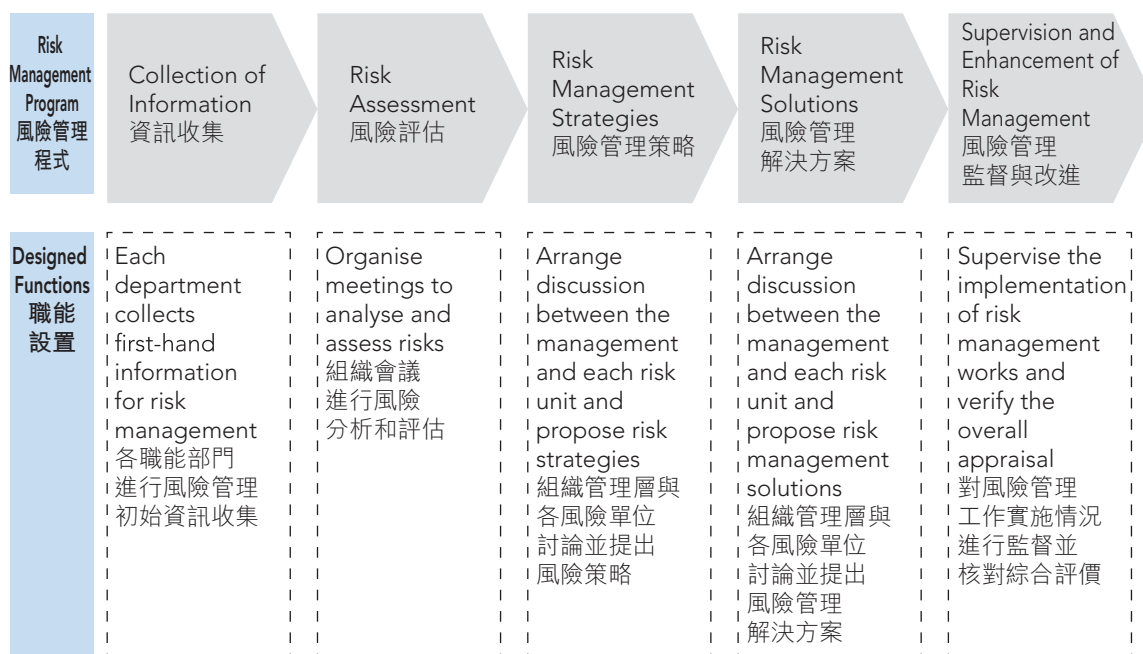 Risk
Management
Program
風險管理
程式
Collection of
Information
資訊收集
Risk
Assessment
風險評估
Risk
Management
Strategies
風險管理策略
Risk
Management
Solutions
風險管理
解決方案
Supervision and
Enhancement of
Risk
Management
風險管理
監督與改進
Designed
Functions
職能
設置
Each
department
collects
first-hand
information
for risk
management
各職能部門
進行風險管理
初始資訊收集
Organise
meetings to
analyse and
assess risks
組織會議
進行風險
分析和評估
Arrange
discussion
between the
management
and each risk
unit and
propose risk
strategies
組織管理層與
各風險單位
討論並提出
風險策略
Arrange
discussion
between the
management
and each risk
unit and
propose risk
management
solutions
組織管理層與
各風險單位
討論並提出
風險管理
解決方案
Supervise the
implementation
of risk
management
works and
verify the
overall
appraisal
對風險管理
工作實施情況
進行監督並
核對綜合評價